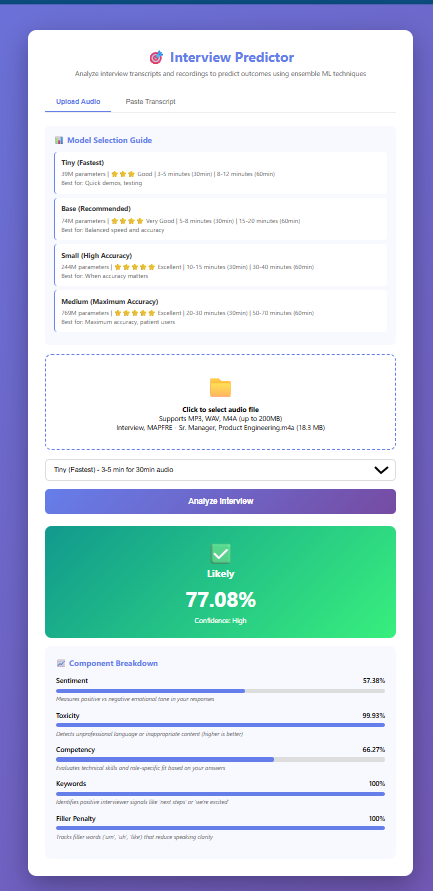 Interview Predictor
Analyze interview transcripts and recordings to predict outcomes using ensemble ML techniques
Upload Audio
Paste Transcript
Model Selection Guide
Tiny (Fastest)
39M parameters | ⭐⭐⭐ Good | 3-5 minutes (30min) | 8-12 minutes (60min)
Best for: Quick demos, testing
Base (Recommended)
74M parameters | ⭐⭐⭐⭐ Very Good | 5-8 minutes (30min) | 15-20 minutes (60min)
Best for: Balanced speed and accuracy
Small (High Accuracy)
244M parameters | ⭐⭐⭐⭐⭐ Excellent | 10-15 minutes (30min) | 30-40 minutes (60min)
Best for: When accuracy matters
Medium (Maximum Accuracy)
769M parameters | ⭐⭐⭐⭐⭐ Excellent | 20-30 minutes (30min) | 50-70 minutes (60min)
Best for: Maximum accuracy, patient users
Click to select audio file
Supports MP3, WAV, M4A (up to 200MB)
Interview, MAPFRE - Sr. Manager, Product Engineering.m4a (18.3 MB)
Tiny (Fastest) - 3-5 min for 30min audio
Analyze Interview
Likely
77.08%
Confidence: High
Component Breakdown
Sentiment 57.38%
Measures positive vs negative emotional tone in your responses
Toxicity 99.93%
Detects unprofessional language or inappropriate content (higher is better)
Competency 66.27%
Evaluates technical skills and role-specific fit based on your answers
Keywords 100%
Identifies positive interviewer signals like 'next steps' or 'we're excited'
Filler Penalty 100%
Tracks filler words ('um', 'uh', 'like') that reduce speaking clarity